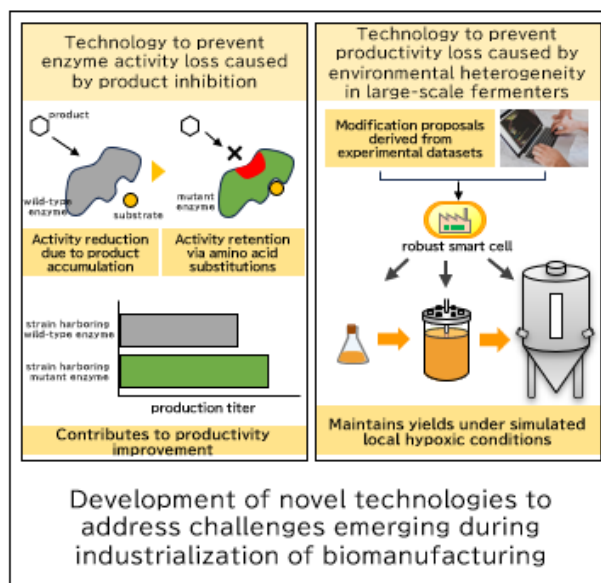 Technology to prevent
enzyme activity loss caused
by product inhibition
product
wild-type
enzyme
substrate
mutant
enzyme
Activity reduction
due to product
accumulation
Activity retention
via amino acid
substitutions
strain harboring
wild-type enzyme
strain harboring
mutant enzyme
production titer
Contributes to productivity
improvement
Technology to prevent
productivity loss caused by
environmental heterogeneity
in large-scale fermenters
Modification proposals
derived from
experimental datasets
robust smart cell
Maintains yields under simulated
local hypoxic conditions
Development of novel technologies to
address challenges emerging during
industrialization of biomanufacturing